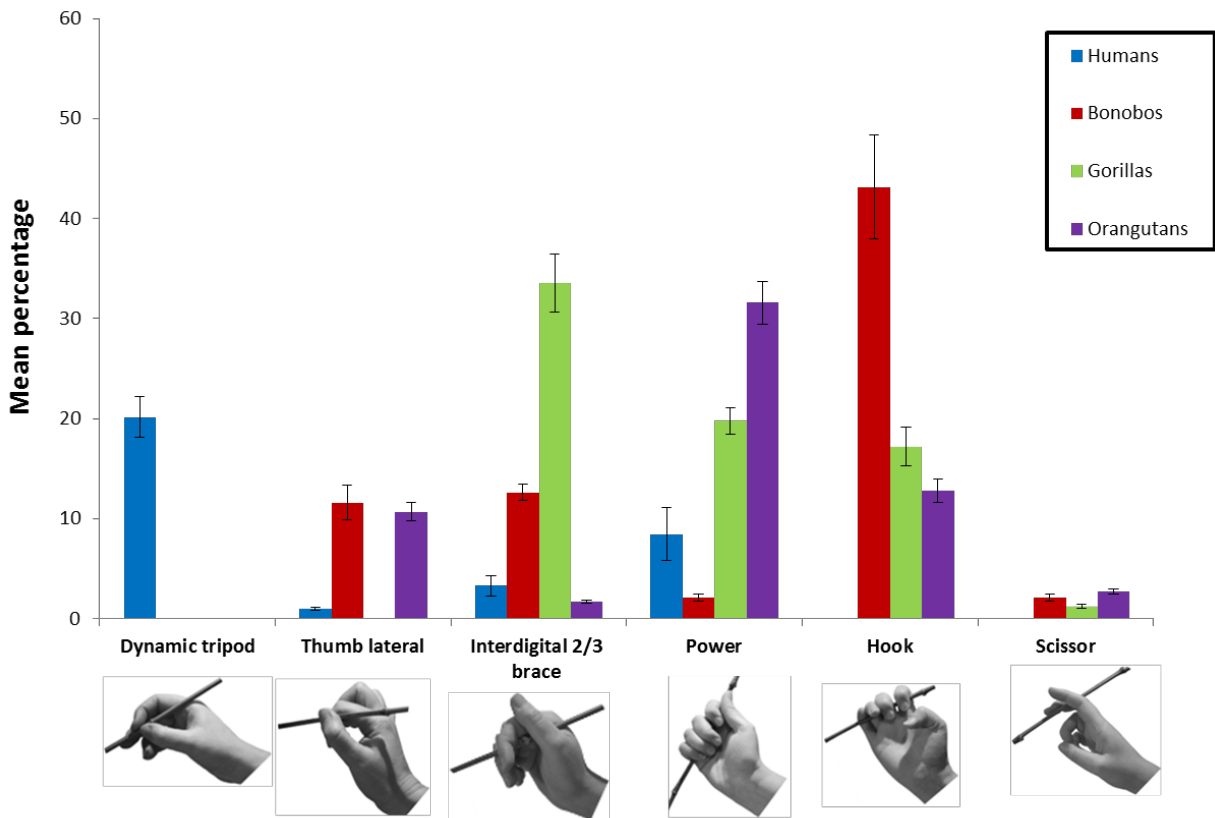 60
50
40
30
20
10
0
Mean percentage
Humans
Bonobos
Gorillas
Orangutans
Dynamic tripod
Thumb lateral
Interdigital 2/3
brace
Power
Hook
Scissor